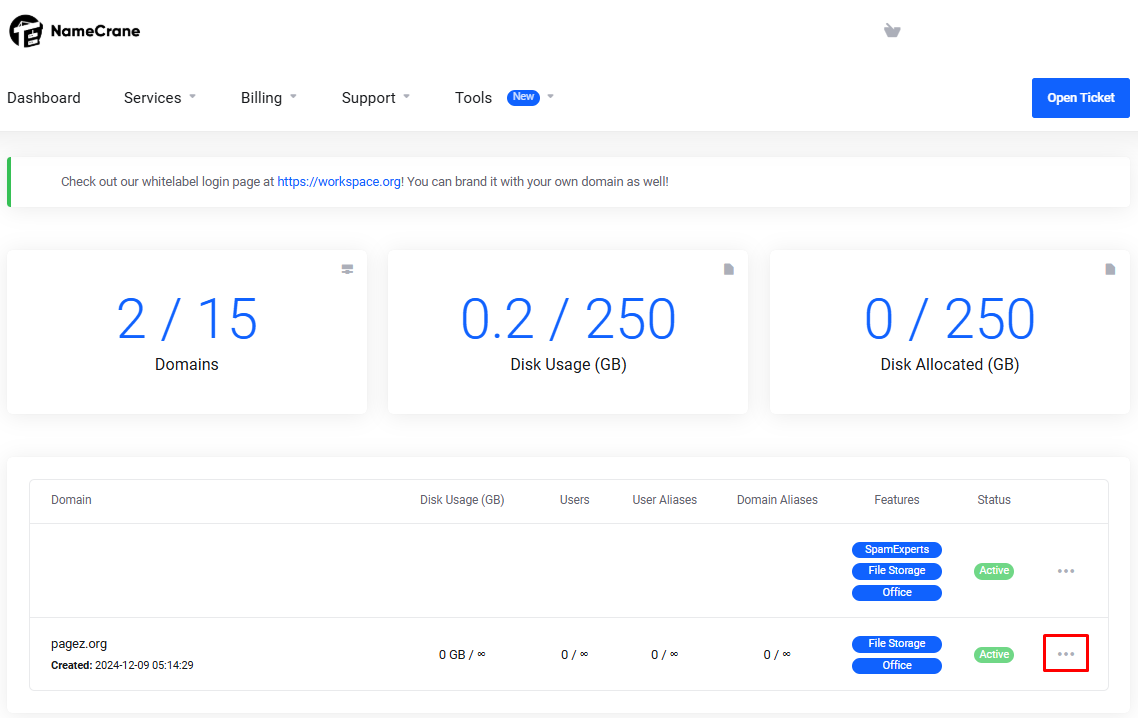 NameCrane
Dashboard Services Billing Support Tools New Open Ticket
Check out our whitelabel login page at https://workspace.org! You can brand it with your own domain as well!
2 / 15
Domains
0.2 / 250
Disk Usage (GB)
0 / 250
Disk Allocated (GB)
Domain Disk Usage (GB) Users User Aliases Domain Aliases Features Status
SpamExperts
File Storage
Office
Active
pagez.org
Created: 2024-12-09 05:14:29
0 GB / ∞ 0 / ∞ 0 / ∞ 0 / ∞
File Storage
Office
Active